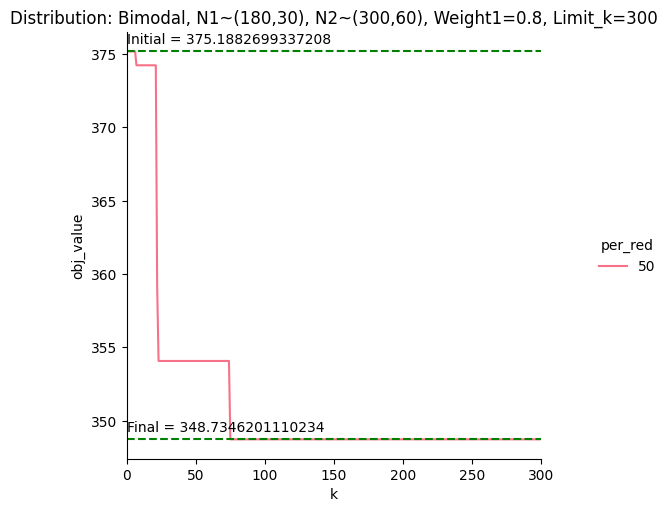 Distribution: Bimodal, N1~(180,30), N2~(300,60), Weight1=0.8, Limit_k=300
Initial = 375.1882699337208
375
370
365
360
355
350
obj_value
per_red
50
Final = 348.7346201110234
0
50
100
150
200
250
300
k